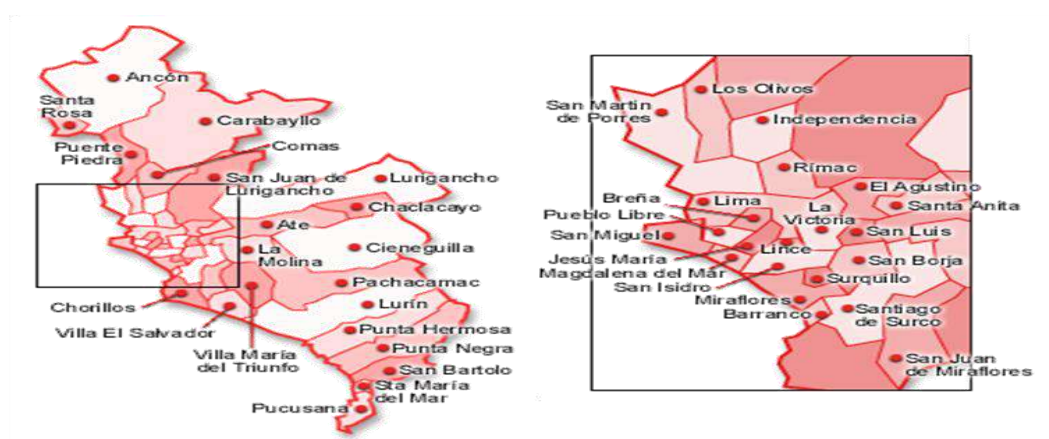 Ancón
Santa
Rosa
Carabayllo
Puente
Piedra
Comas
San Juan de
Lurigancho
Lurigancho
Chaclacayo
Ate
La
Molina
Cieneguilla
Pachacamac
Chorillos
Lurín
Villa El Salvador
Punta Hermosa
Villa María
del Triunfo
Punta Negra
San Bartolo
Sta María
del Mar
Pucusana
Los Olivos
San Martin
de Porres
Independencia
Rímac
El Agustino
Breña
Lima
La
Victoria
Santa Anita
Pueblo Libre
San Miguel
San Luis
Jesús María
Lince
Magdalena del Mar
San Borja
San Isidro
Surquillo
Miraflores
Barranco
Santiago
de Surco
San Juan
de Miraflores